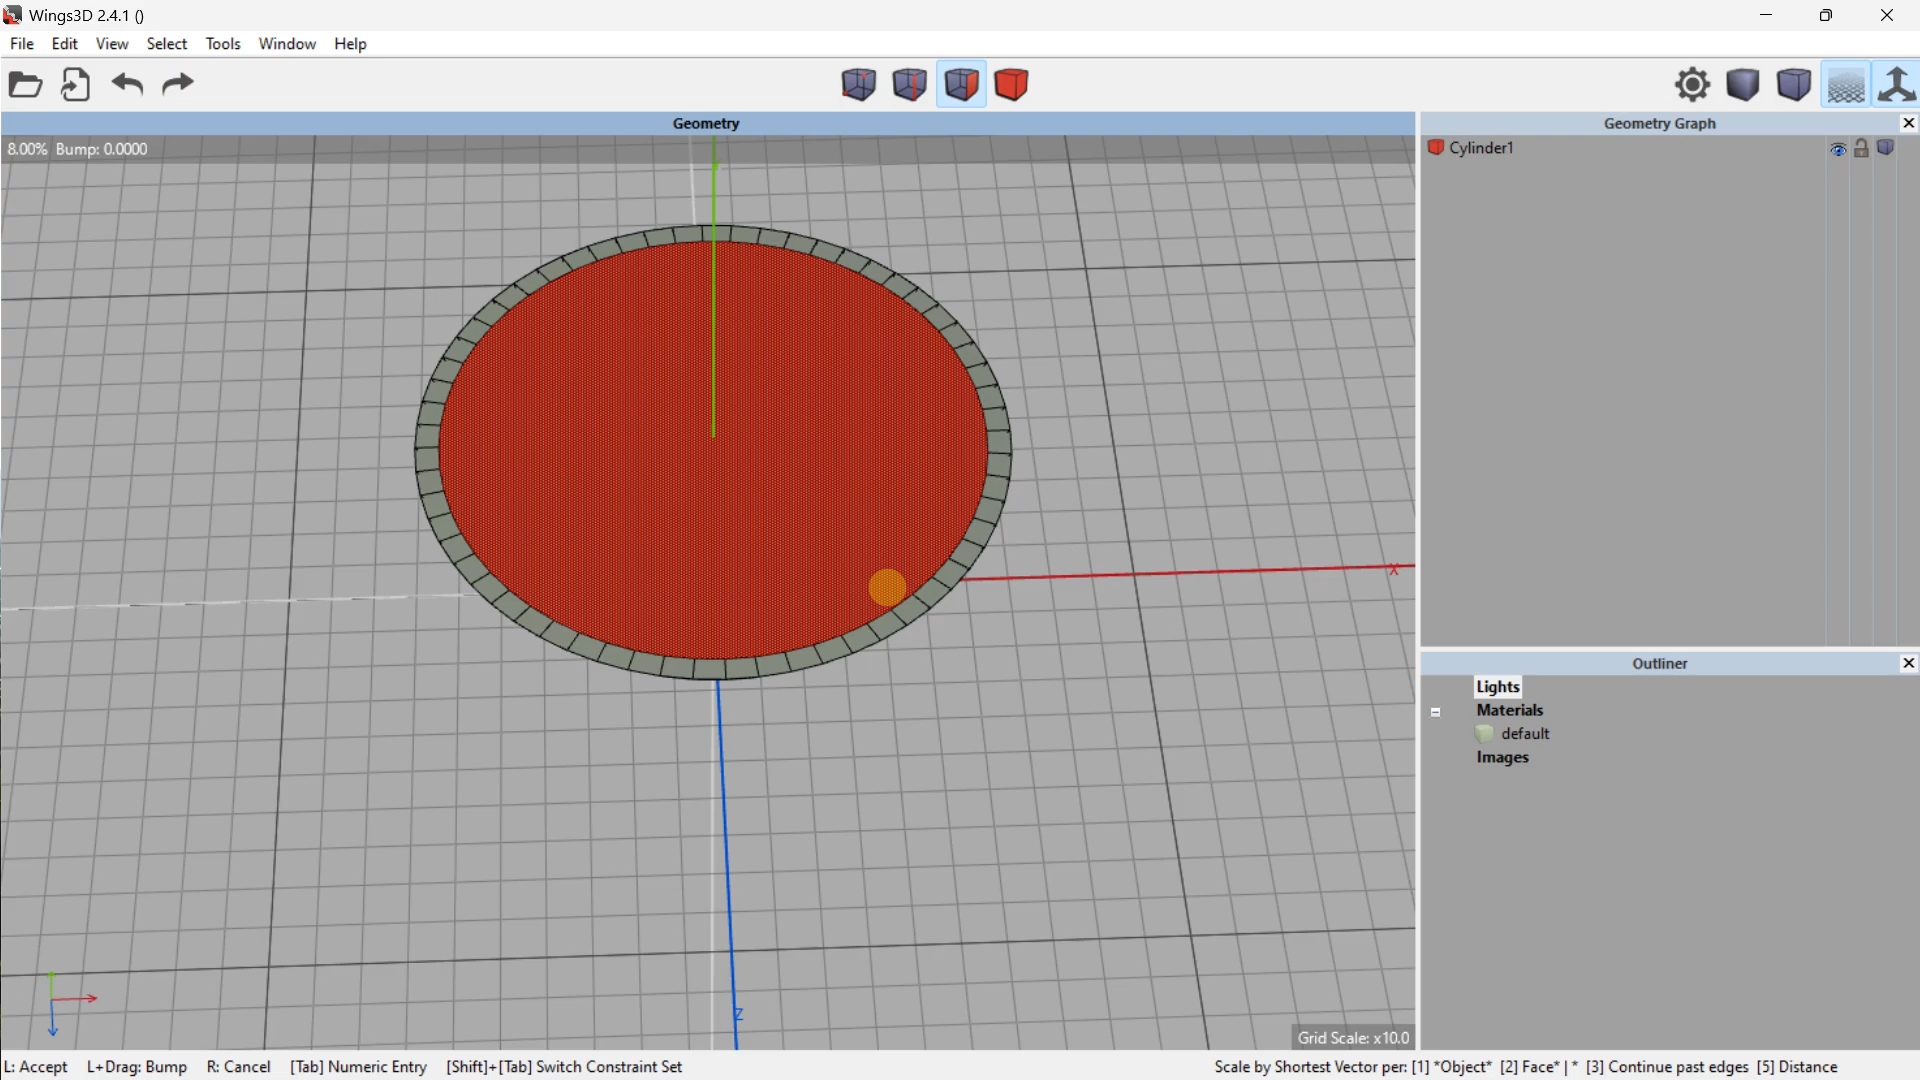 Wings3D 2.4.1 ()
File Edit View Select Tools Window Help
Geometry
8.00% Bump: 0.0000
X
Z
Grid Scale: x10.0
Geometry Graph
Cylinder1
Outliner
Lights
Materials
default
Images
L: Accept L+Drag: Bump R: Cancel [Tab] Numeric Entry [Shift]+[Tab] Switch Constraint Set
Scale by Shortest Vector per: [1] *Object* [2] Face* | * [3] Continue past edges [5] Distance